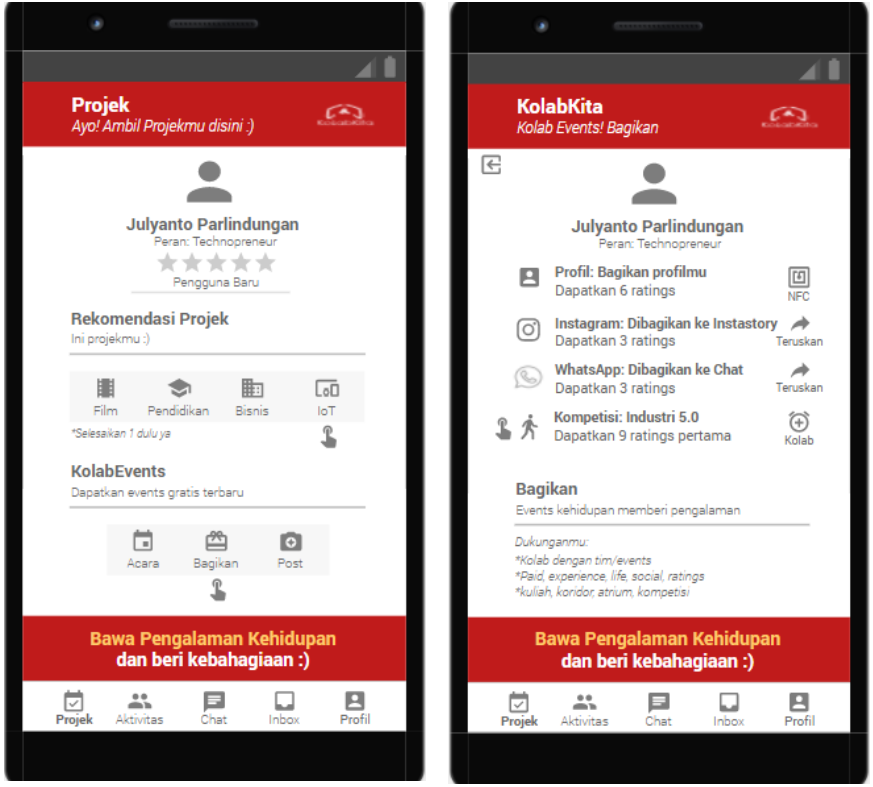 Projek
Ayo! Ambil Projekmu disini :)
Julyanto Parlindungan
Peran: Technopreneur
Pengguna Baru
Rekomendasi Projek
Ini projekmu :)
Film Pendidikan Bisnis IoT
*Selesaikan 1 dulu ya
KolabEvents
Dapatkan events gratis terbaru
Acara Bagikan Post
Bawa Pengalaman Kehidupan
dan beri kebahagiaan :)
Projek Aktivitas Chat Inbox Profil
KolabKita
Kolab Events! Bagikan
Julyanto Parlindungan
Peran: Technopreneur
Profil: Bagikan profilmu
Dapatkan 6 ratings
NFC
Instagram: Dibagikan ke Instastory
Dapatkan 3 ratings
Teruskan
WhatsApp: Dibagikan ke Chat
Dapatkan 3 ratings
Teruskan
Kompetisi: Industri 5.0
Dapatkan 9 ratings pertama
Kolab
Bagikan
Events kehidupan memberi pengalaman
Dukunganmu:
*Kolab dengan tim/events
*Paid, experience, life, social, ratings
*kuliah, koridor, atrium, kompetisi
Bawa Pengalaman Kehidupan
dan beri kebahagiaan :)
Projek Aktivitas Chat Inbox Profil